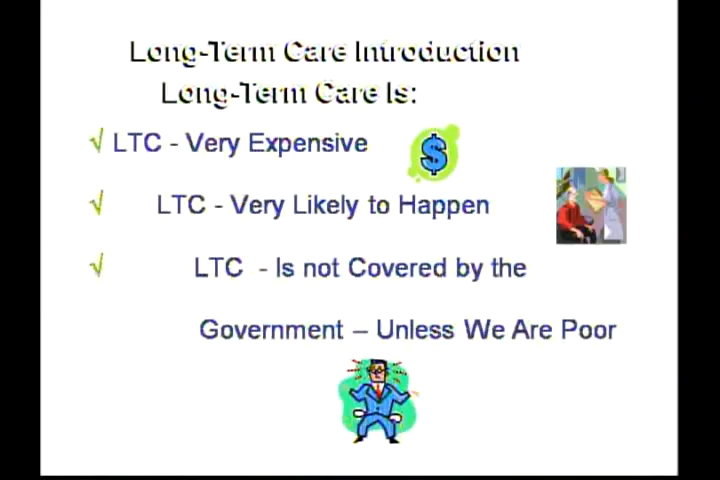 Long-Term Care Introduction
Long-Term Care Is:
√ LTC - Very Expensive
$
√ LTC - Very Likely to Happen
√ LTC - Is not Covered by the
Government – Unless We Are Poor